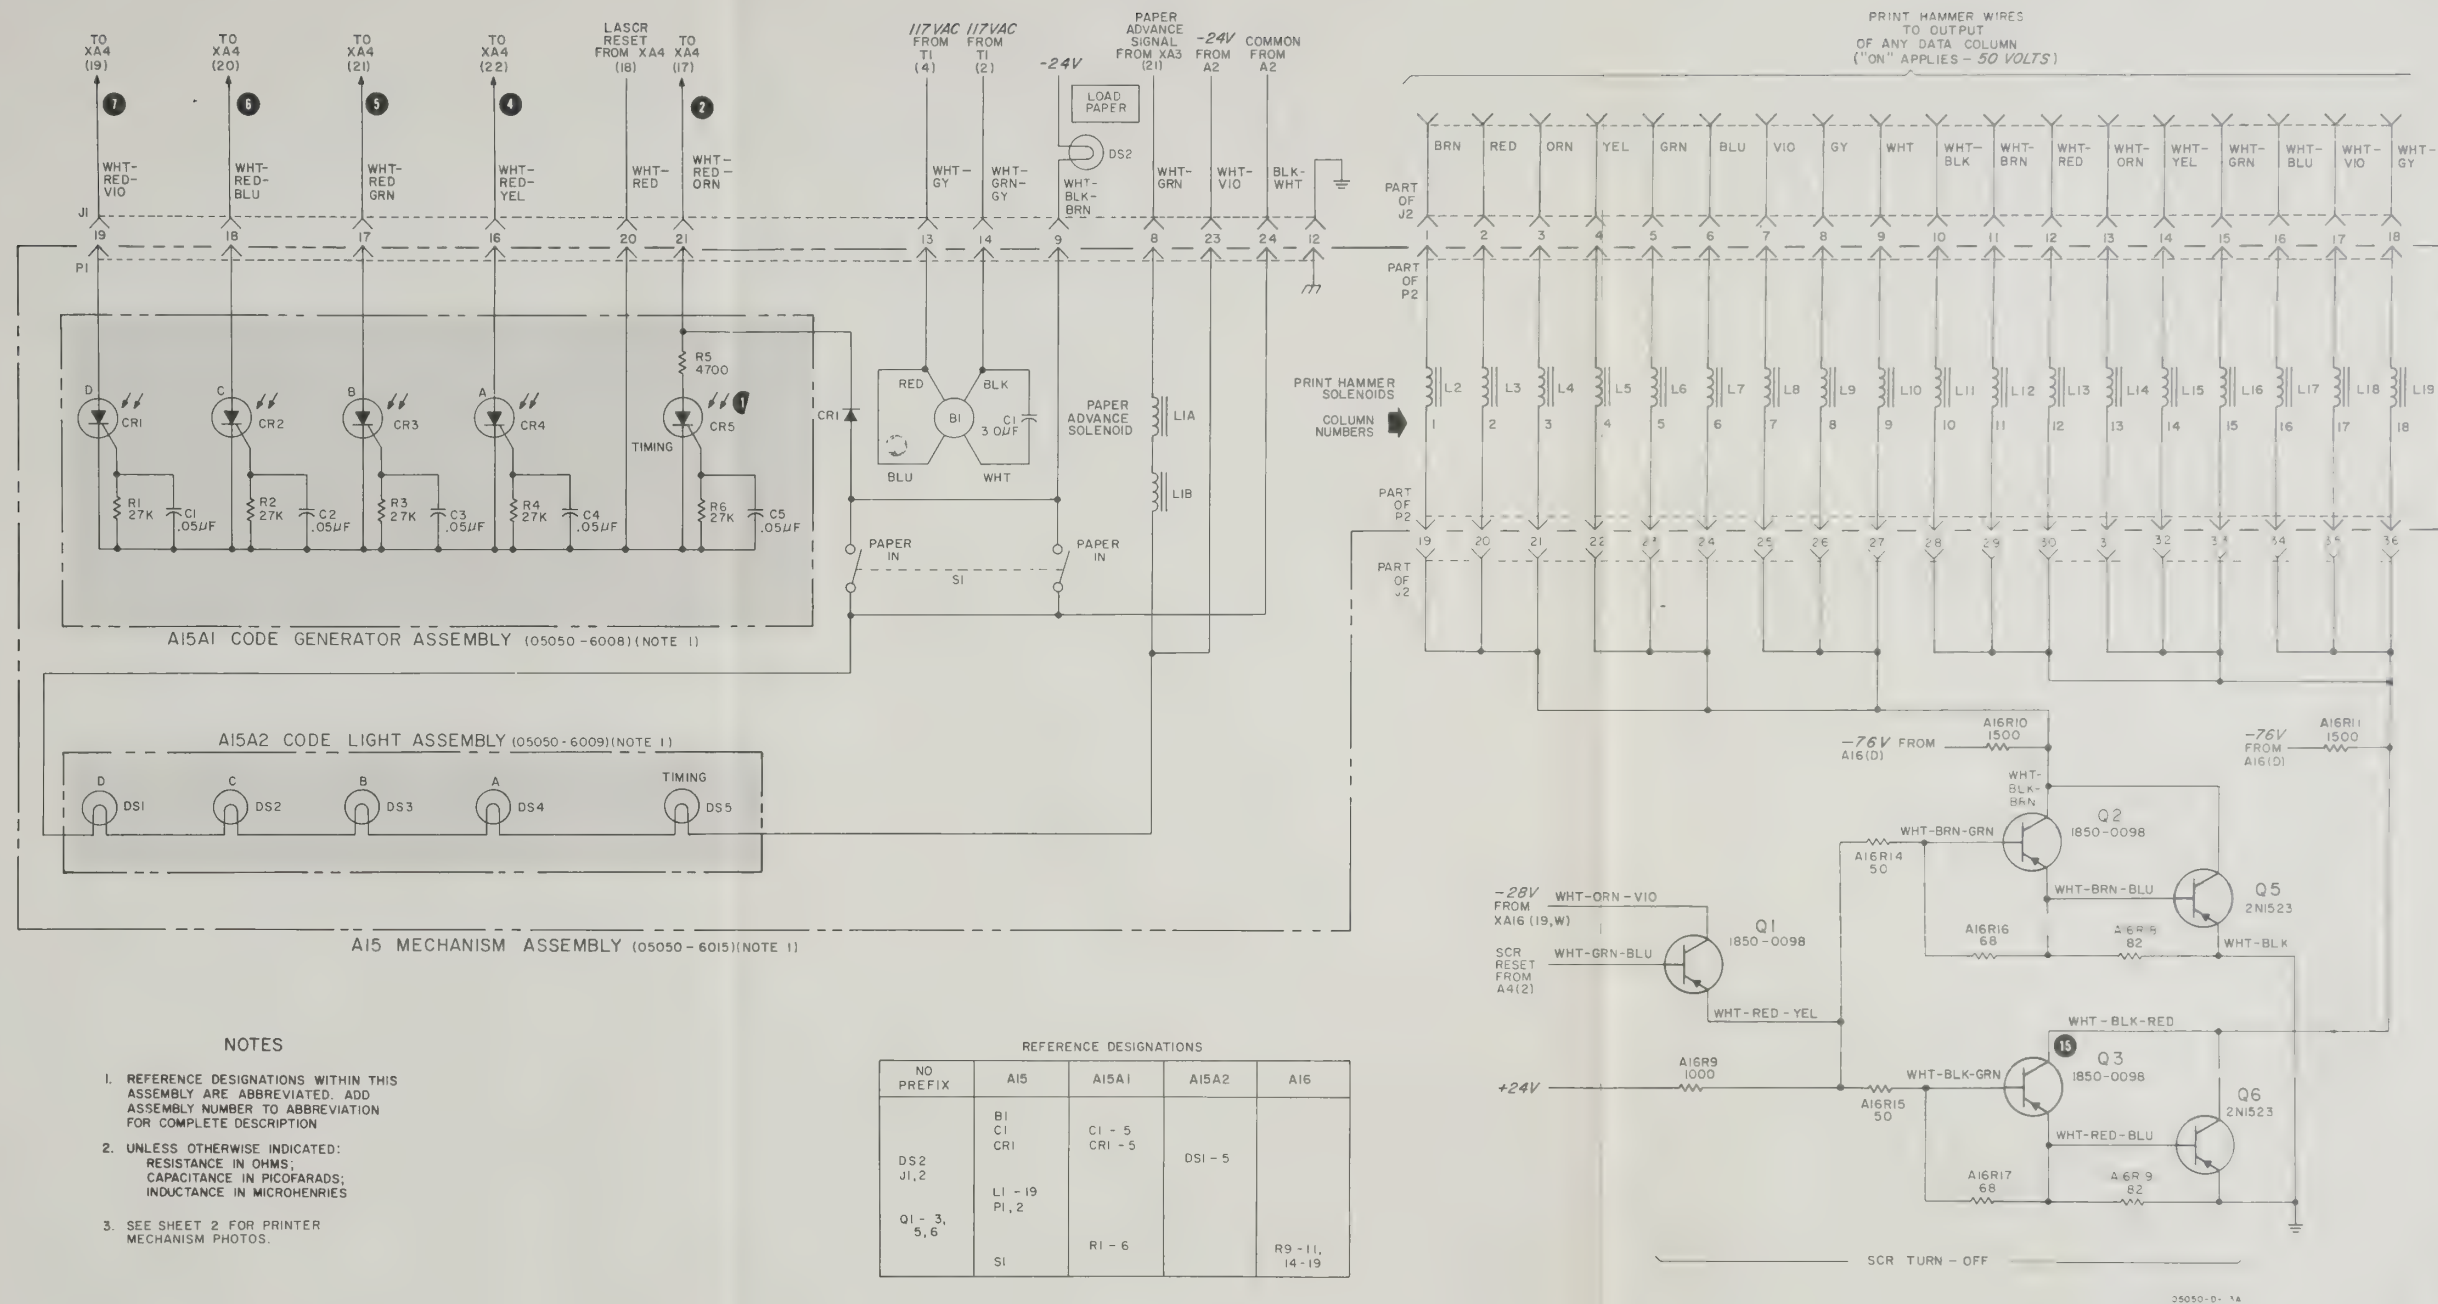 TO XA4 (19)
TO XA4 (20)
TO XA4 (21)
TO XA4 (22)
LASCR RESET FROM XA4 (18)
TO XA4 (17)
117VAC FROM T1 (4)
117VAC FROM T1 (2)
-24V
LOAD PAPER
DS2
PAPER ADVANCE SIGNAL FROM XA3 (21)
-24V FROM A2
COMMON FROM A2
PRINT HAMMER WIRES
TO OUTPUT
OF ANY DATA COLUMN
("ON" APPLIES - 50 VOLTS)
7 6 5 4 2
WHT-RED-VIO
WHT-RED-BLU
WHT-RED GRN
WHT-RED-YEL
WHT-RED
WHT-RED-ORN
WHT-GY
WHT-GRN-GY
WHT-BLK-BRN
WHT-GRN
WHT-VIO
BLK-WHT
BRN RED ORN YEL GRN BLU VIO GY WHT WHT-BLK WHT-BRN WHT-RED WHT-ORN WHT-YEL WHT-GRN WHT-BLU WHT-VIO WHT-GY
J1
19 18 17 16 20 21 13 14 9 8 23 24 12
P1
PART OF J2
1 2 3 4 5 6 7 8 9 10 11 12 13 14 15 16 17 18
PART OF P2
D CR1
C CR2
B CR3
A CR4
R5 4700
1
CR5
TIMING
R1 27K C1 .05µF
R2 27K C2 .05µF
R3 27K C3 .05µF
R4 27K C4 .05µF
R6 27K C5 .05µF
CR1
RED BLK
B1
C1 3.0µF
BLU WHT
PAPER ADVANCE SOLENOID
L1A
L1B
PAPER IN
S1
PAPER IN
PRINT HAMMER SOLENOIDS
L2 L3 L4 L5 L6 L7 L8 L9 L10 L11 L12 L13 L14 L15 L16 L17 L18 L19
COLUMN NUMBERS
1 2 3 4 5 6 7 8 9 10 11 12 13 14 15 16 17 18
PART OF P2
19 20 21 22 24 25 26 27 28 29 30 32 33 34 35 36
PART OF J2
A15A1 CODE GENERATOR ASSEMBLY (05050-6008)(NOTE 1)
A15A2 CODE LIGHT ASSEMBLY (05050-6009)(NOTE 1)
D DS1
C DS2
B DS3
A DS4
TIMING DS5
A15 MECHANISM ASSEMBLY (05050-6015)(NOTE 1)
-76V FROM A16(D)
A16R10 1500
-76V FROM A16(D)
A16R11 1500
WHT-BLK-BRN
Q2
1850-0098
WHT-BRN-GRN
A16R14 50
WHT-BRN-BLU
Q5
2N1523
A16R16 68
82
WHT-BLK
-28V FROM XA16 (19,W)
WHT-ORN-VIO
Q1
1850-0098
SCR RESET FROM A4(2)
WHT-GRN-BLU
WHT-RED-YEL
+24V
A16R9 1000
A16R15 50
WHT-BLK-GRN
WHT-BLK-RED
15
Q3
1850-0098
WHT-RED-BLU
Q6
2N1523
A16R17 68
82
SCR TURN-OFF
NOTES
1. REFERENCE DESIGNATIONS WITHIN THIS
ASSEMBLY ARE ABBREVIATED. ADD
ASSEMBLY NUMBER TO ABBREVIATION
FOR COMPLETE DESCRIPTION
2. UNLESS OTHERWISE INDICATED:
RESISTANCE IN OHMS;
CAPACITANCE IN PICOFARADS;
INDUCTANCE IN MICROHENRIES
3. SEE SHEET 2 FOR PRINTER
MECHANISM PHOTOS.
REFERENCE DESIGNATIONS
NO PREFIX A15 A15A1 A15A2 A16
B1
C1 C1 - 5
CR1 CR1 - 5
DS2 DS1 - 5
J1,2
L1 - 19
P1,2
Q1 - 3, 5,6
R1 - 6 R9 - 11, 14-19
S1